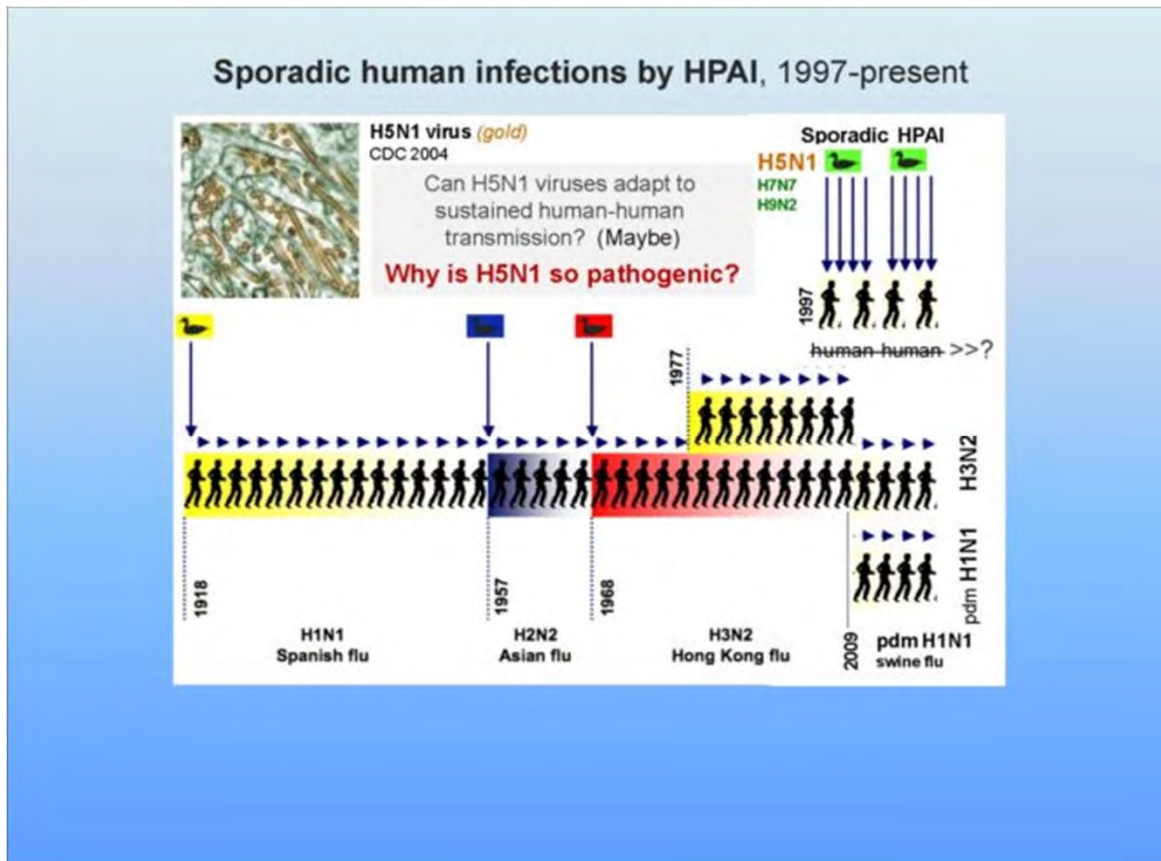 Sporadic human infections by HPAI, 1997-present
H5N1 virus (gold)
CDC 2004
Can H5N1 viruses adapt to
sustained human-human
transmission? (Maybe)
Why is H5N1 so pathogenic?
Sporadic HPAI
H5N1
H7N7
H9N2
1997
human-human >>?
1977
H3N2
pdm H1N1
1918
1957
1968
2009
H1N1
Spanish flu
H2N2
Asian flu
H3N2
Hong Kong flu
pdm H1N1
swine flu